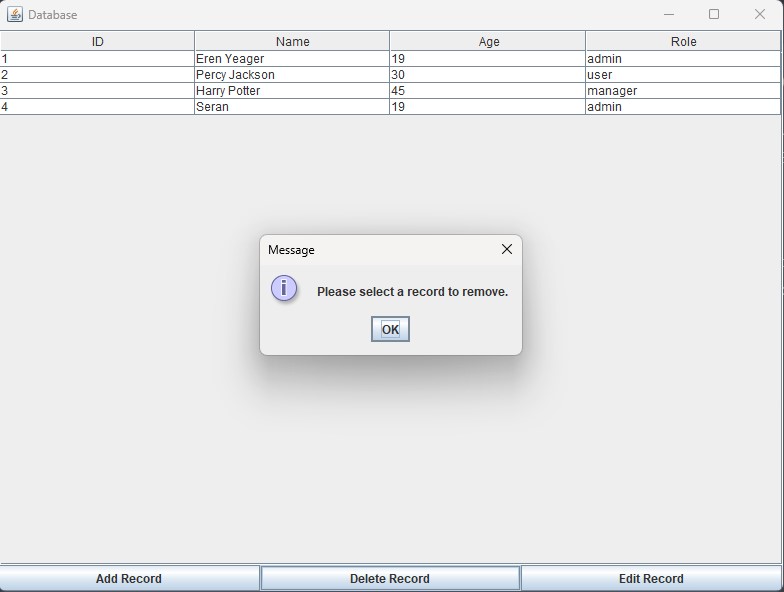 Database
ID Name Age Role
1 Eren Yeager 19 admin
2 Percy Jackson 30 user
3 Harry Potter 45 manager
4 Seran 19 admin
Message
i Please select a record to remove.
OK
Add Record Delete Record Edit Record